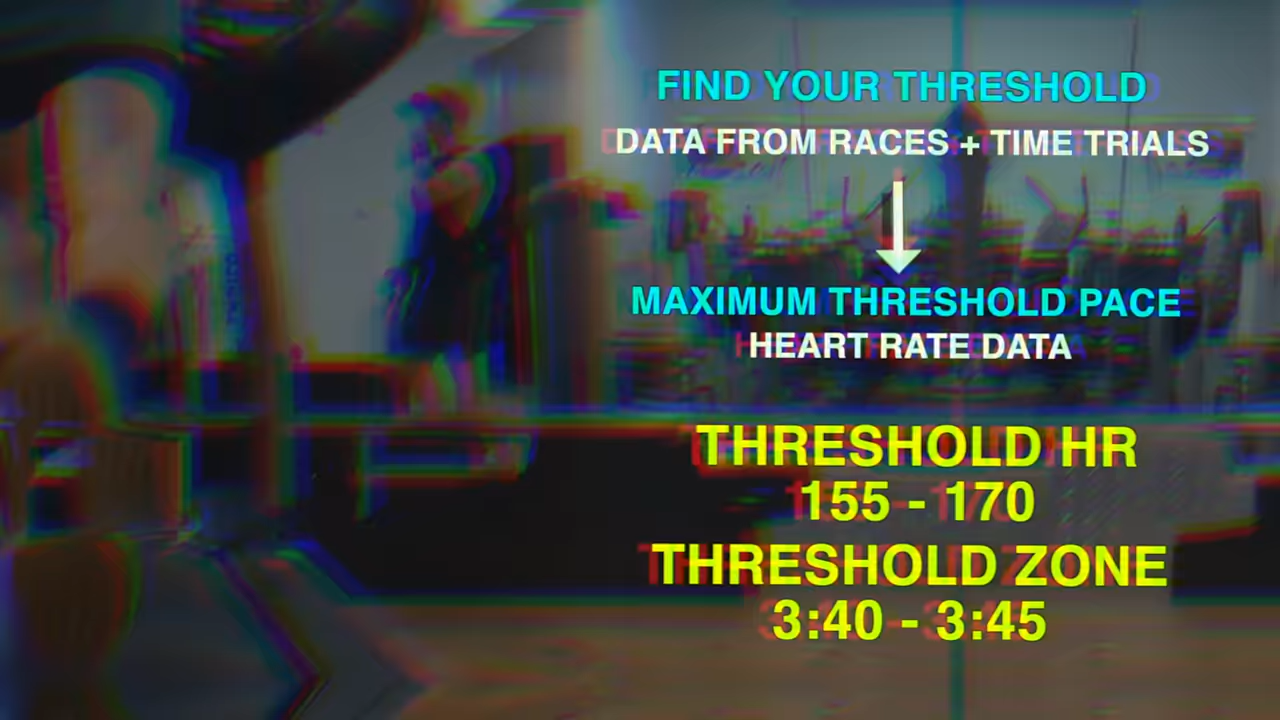 FIND YOUR THRESHOLD
DATA FROM RACES + TIME TRIALS
MAXIMUM THRESHOLD PACE
HEART RATE DATA
THRESHOLD HR
155 - 170
THRESHOLD ZONE
3:40 - 3:45